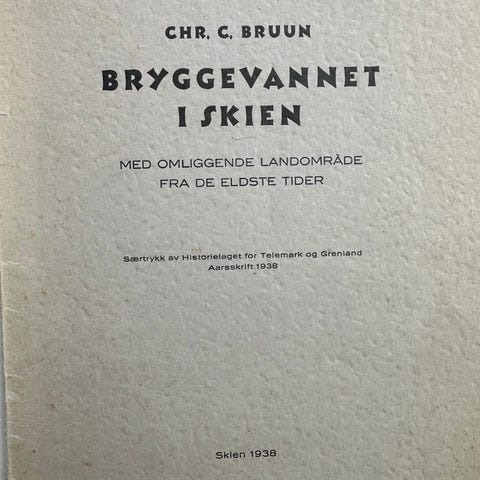 CHR. C. BRUUN
BRYGGEVANNET
I SKIEN
MED OMLIGGENDE LANDOMRÅDE
FRA DE ELDSTE TIDER
Særtrykk av Historielaget for Telemark og Grenland
Aarsskrift 1938
Skien 1938